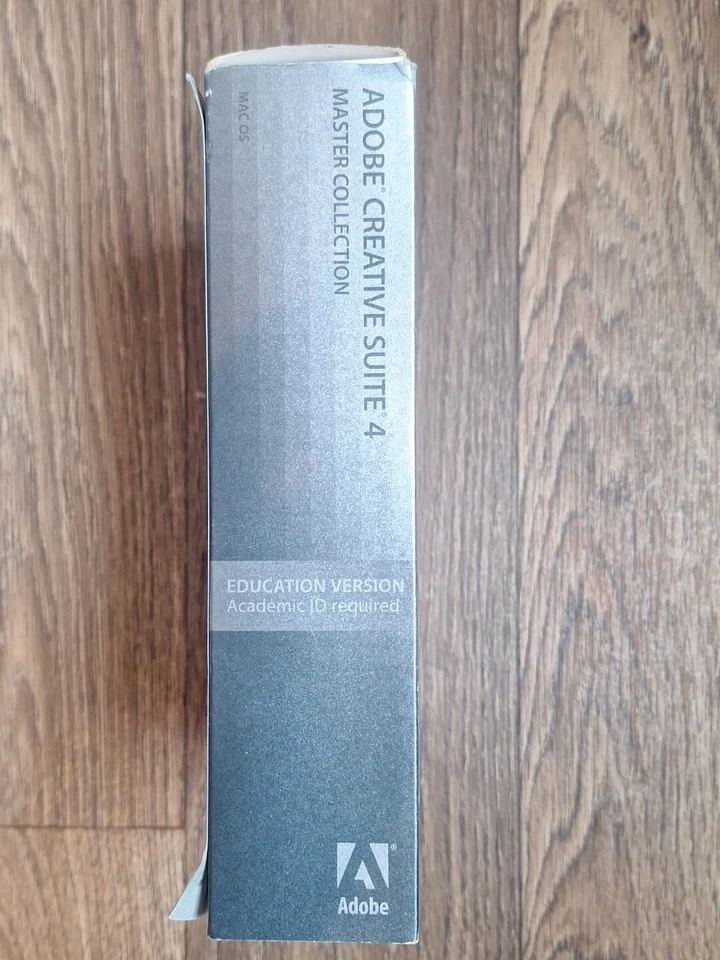 ADOBE® CREATIVE SUITE® 4
MASTER COLLECTION
MAC OS
EDUCATION VERSION
Academic ID required
®
Adobe